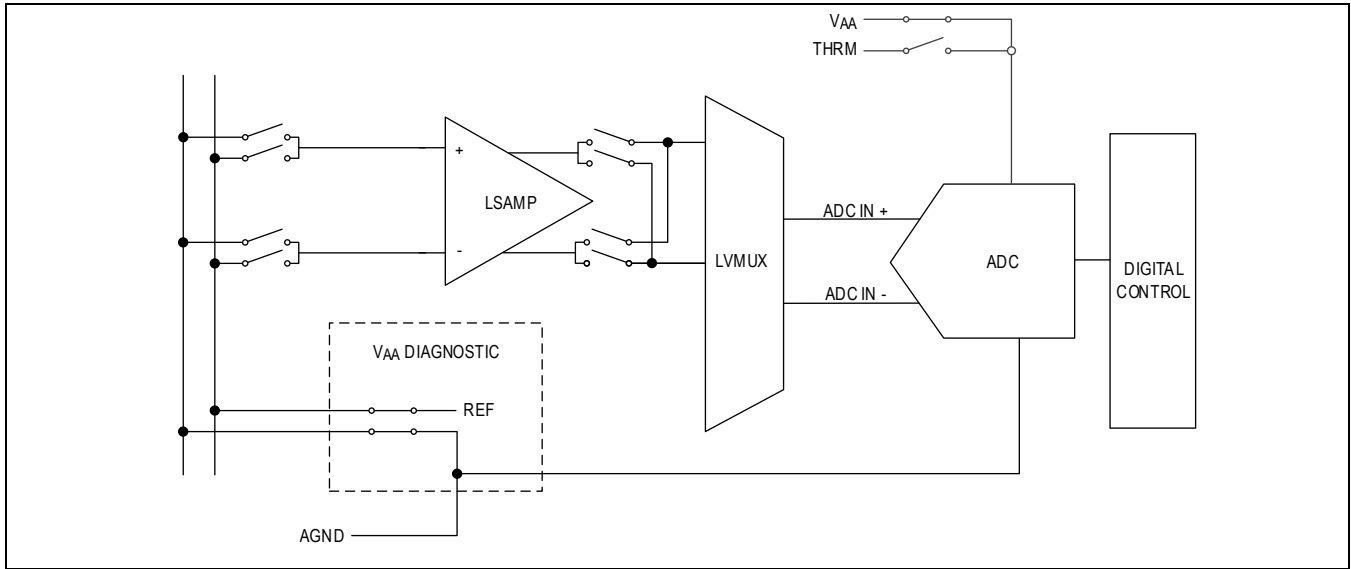 VAA
THRM
+
LSAMP
-
ADC IN +
LVMUX
ADC
ADC IN -
DIGITAL
CONTROL
VAA DIAGNOSTIC
REF
AGND